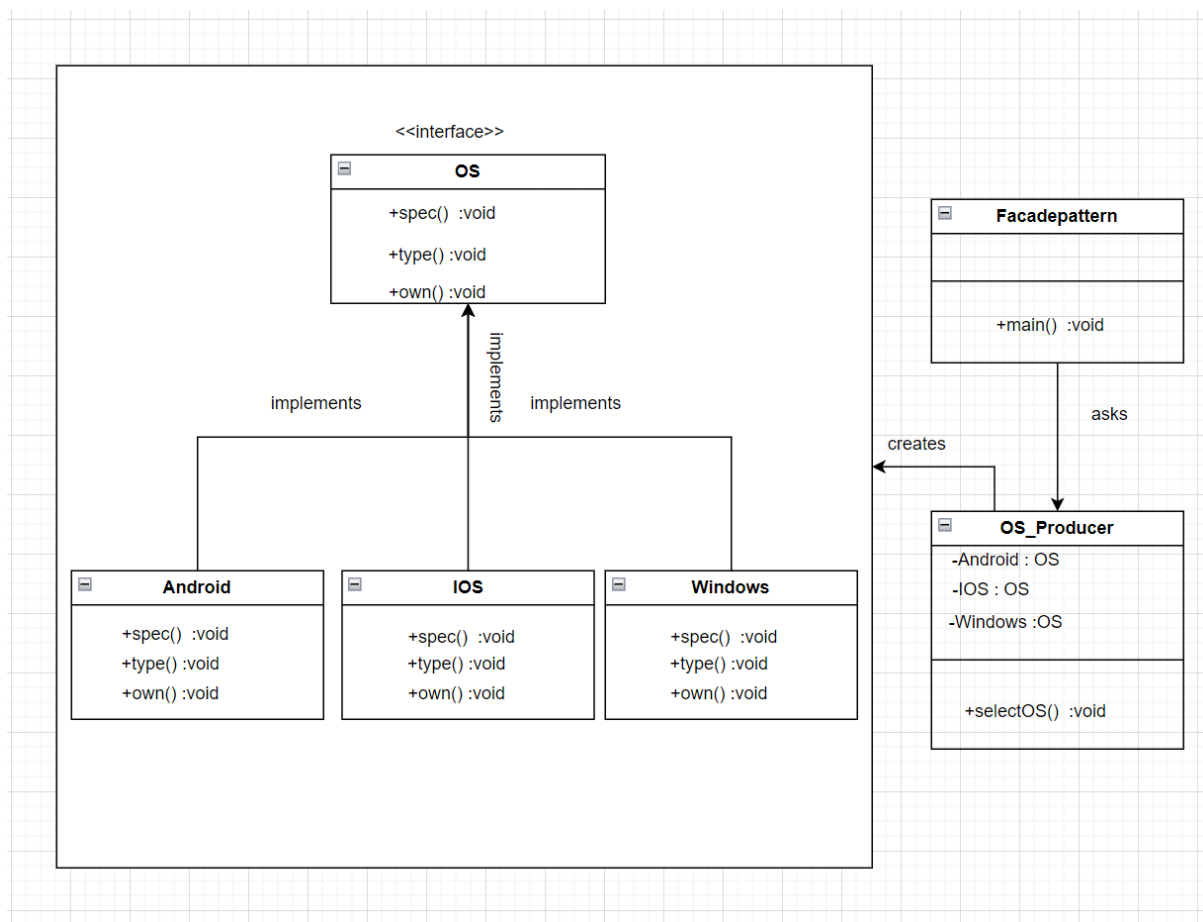 <<interface>>
OS
+spec()  :void
+type() :void
+own() :void
implements
implements
implements
Android
+spec()  :void
+type() :void
+own() :void
IOS
+spec()  :void
+type() :void
+own() :void
Windows
+spec()  :void
+type() :void
+own() :void
Facadepattern
+main()  :void
asks
creates
OS_Producer
-Android : OS
-IOS : OS
-Windows :OS
+selectOS()  :void